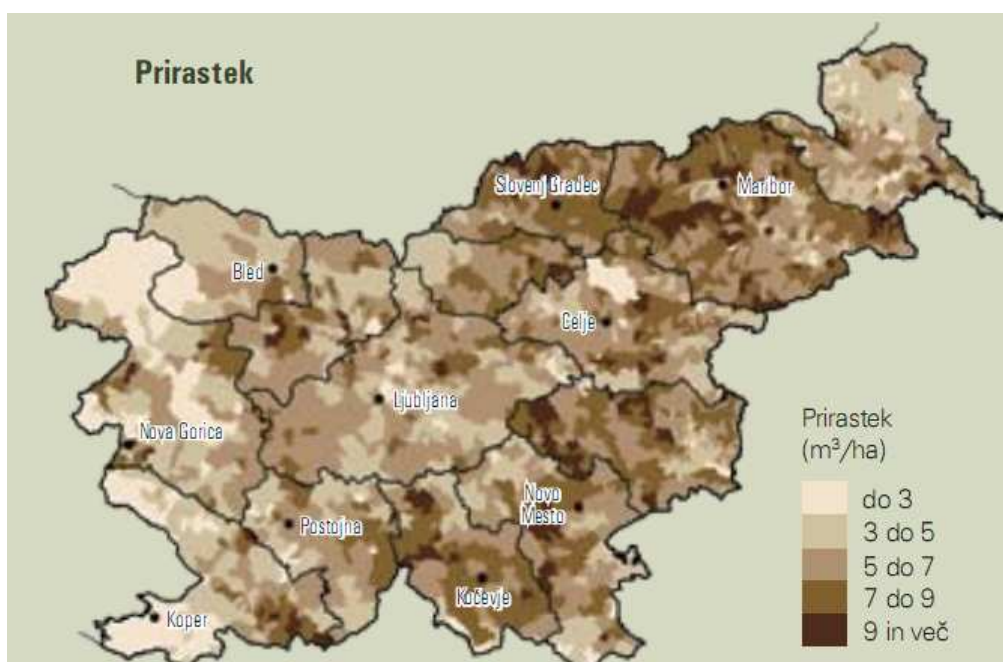 Prirastek
Slovenj Gradec
Maribor
Bled
Celje
Ljubljana
Nova Gorica
Novo
Mesto
Postojna
Kočevje
Koper
Prirastek
(m³/ha)
do 3
3 do 5
5 do 7
7 do 9
9 in več